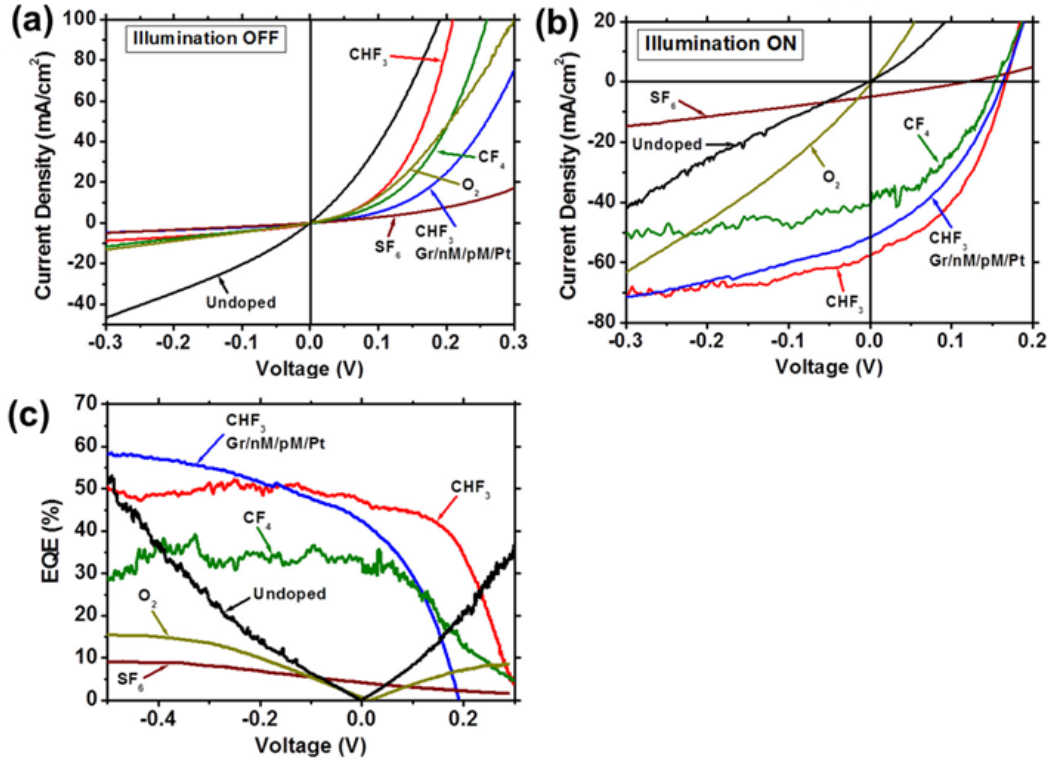 (a)
Illumination OFF
CHF3
CF4
O2
CHF3
Gr/nM/pM/Pt
SF6
Undoped
100
80
60
40
20
0
-20
-40
Current Density (mA/cm2)
-0.3 -0.2 -0.1 0.0 0.1 0.2 0.3
Voltage (V)
(b)
Illumination ON
SF6
Undoped
O2
CF4
CHF3
Gr/nM/pM/Pt
CHF3
20
0
-20
-40
-60
-80
Current Density (mA/cm2)
-0.3 -0.2 -0.1 0 0.1 0.2
Voltage (V)
(c)
CHF3
Gr/nM/pM/Pt
CHF3
CF4
Undoped
O2
SF6
70
60
50
40
30
20
10
0
EQE (%)
-0.4 -0.2 0.0 0.2
Voltage (V)